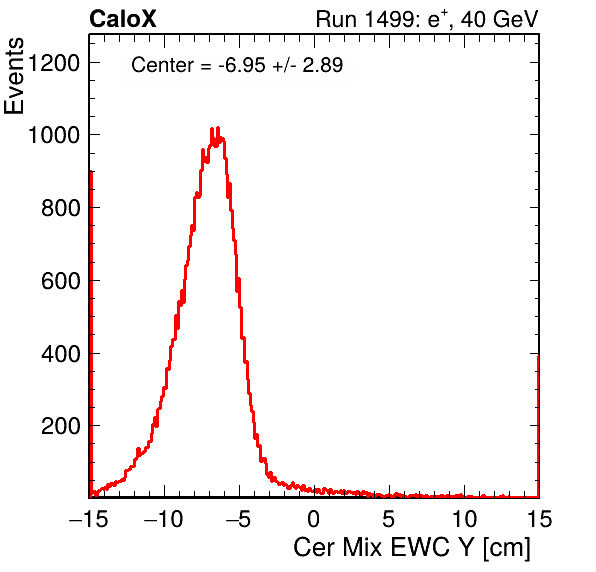 CaloX
Run 1499: e+, 40 GeV
Center = -6.95 +/- 2.89
Events
1200
1000
800
600
400
200
−15 −10 −5 0 5 10 15
Cer Mix EWC Y [cm]